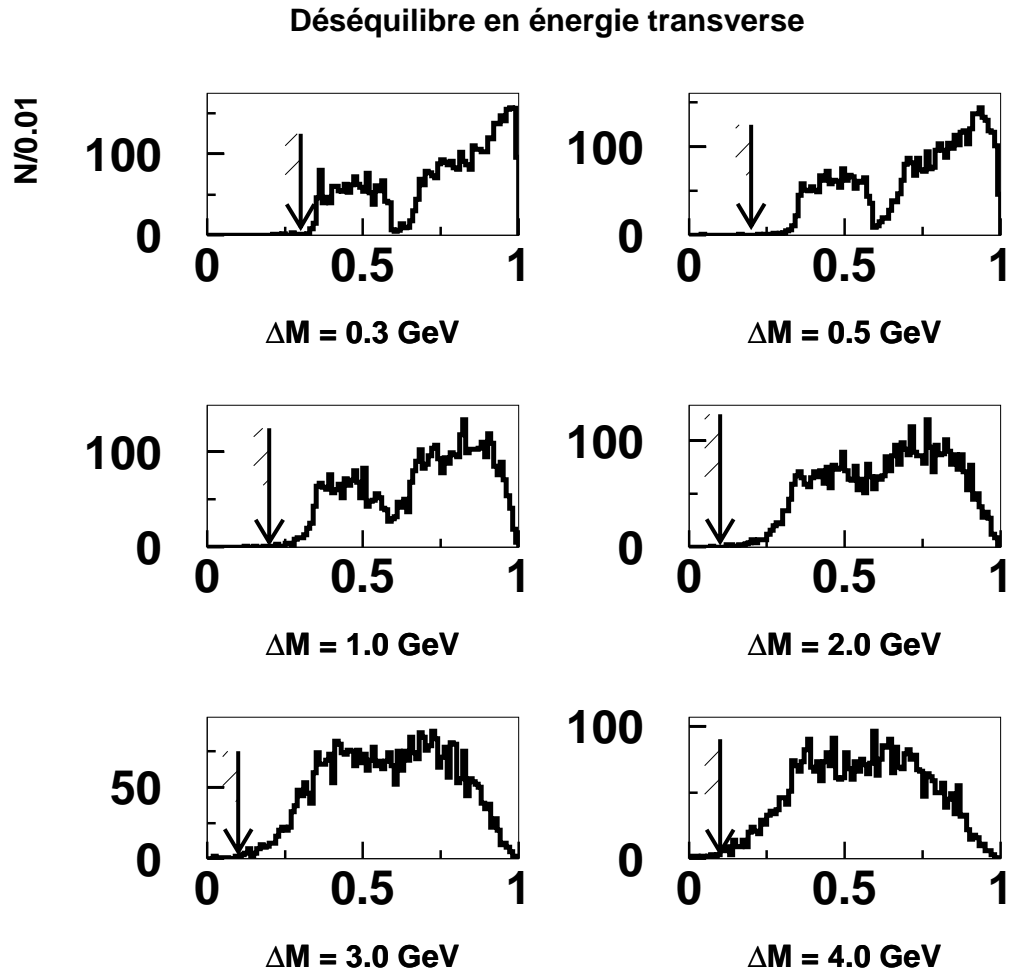 Déséquilibre en énergie transverse
N/0.01
100
0
0 0.5 1
ΔM = 0.3 GeV
100
0
0 0.5 1
ΔM = 0.5 GeV
100
0
0 0.5 1
ΔM = 1.0 GeV
100
0
0 0.5 1
ΔM = 2.0 GeV
50
0
0 0.5 1
ΔM = 3.0 GeV
100
0
0 0.5 1
ΔM = 4.0 GeV